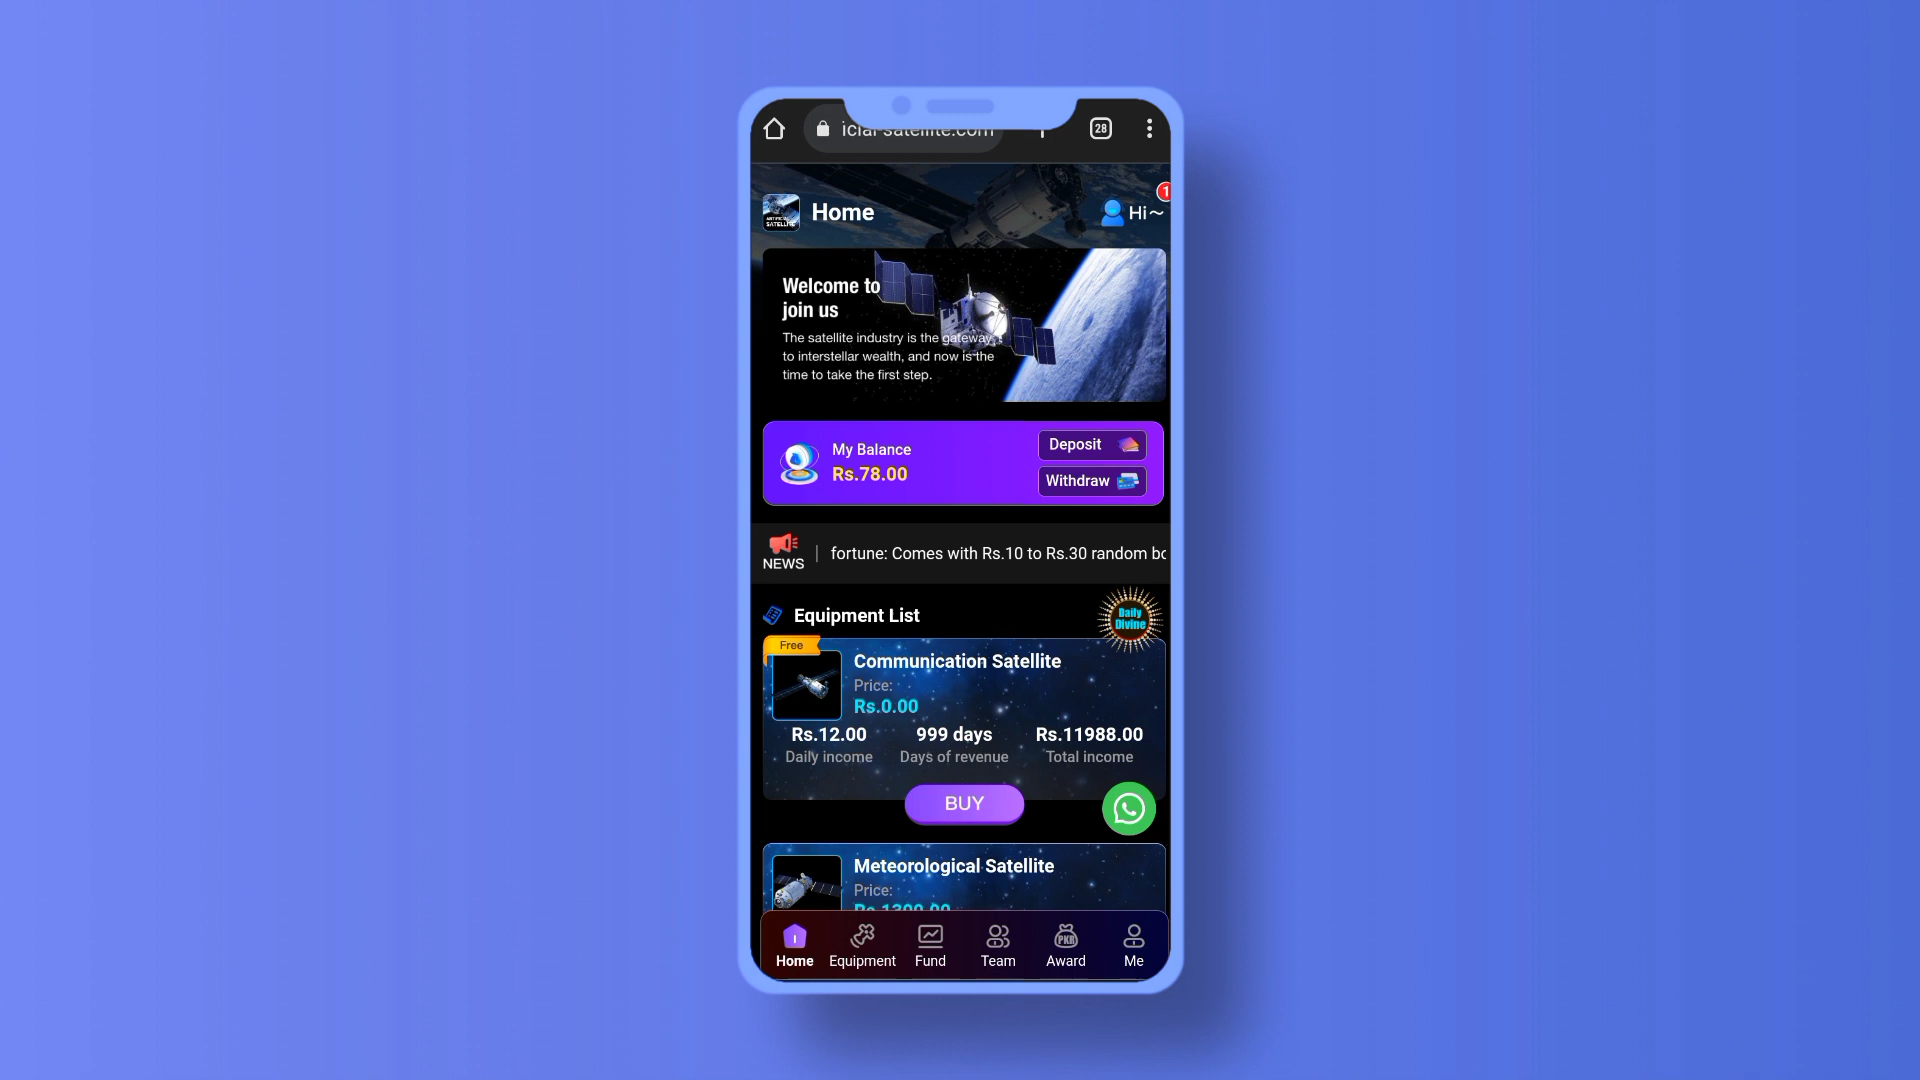 28
Home
Hi~
1
Welcome to
join us
The satellite industry is the gateway
to interstellar wealth, and now is the
time to take the first step.
My Balance
Rs.78.00
Deposit
Withdraw
NEWS
fortune: Comes with Rs.10 to Rs.30 random
Equipment List
Daily
Divine
Free
Communication Satellite
Price:
Rs.0.00
Rs.12.00 999 days Rs.11988.00
Daily income Days of revenue Total income
BUY
Meteorological Satellite
Price:
Home Equipment Fund Team Award Me
PKR